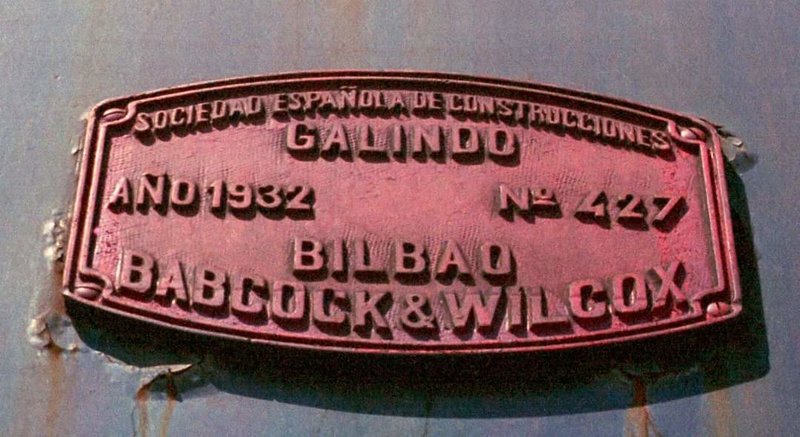 SOCIEDAD ESPAÑOLA DE CONSTRUCCIONES
GALINDO
AÑO 1932 Nº 427
BILBAO
BABCOCK & WILCOX